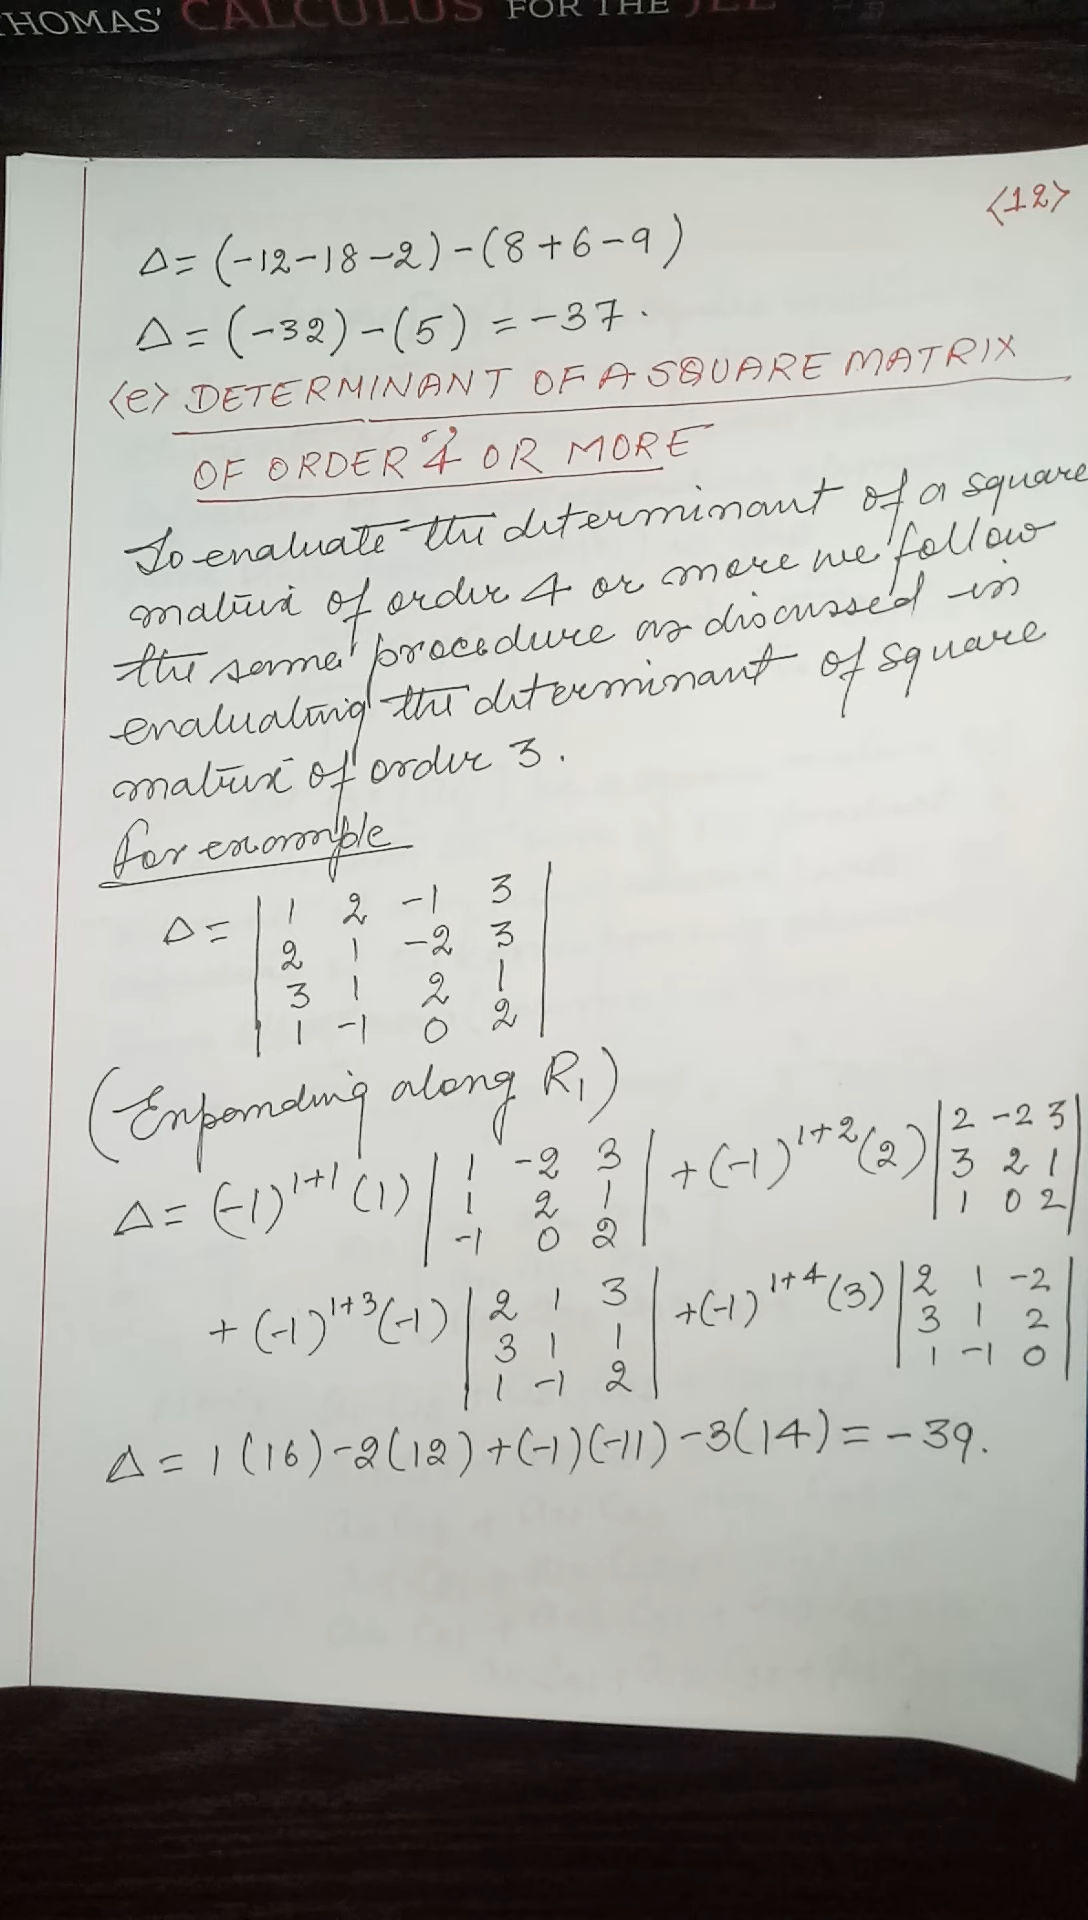 THOMAS' CALCULUS FOR THE JEE
<12>
Δ= (-12-18-2)-(8+6-9)
Δ= (-32)-(5) = -37.
<e> DETERMINANT OF A SQUARE MATRIX
OF ORDER 4 OR MORE
To evaluate the determinant of a square
matrix of order 4 or more we follow
the same procedure as discussed in
evaluating the determinant of square
matrix of order 3.
for example
Δ= | 1 2 -1 3 |
| 2 1 -2 3 |
| 3 1 2 1 |
| 1 -1 0 2 |
(Expanding along R₁)
Δ= (-1)¹⁺¹(1) | 1 -2 3 | + (-1)¹⁺²(2) | 2 -2 3 |
| 1 2 1 | | 3 2 1 |
| -1 0 2 | | 1 0 2 |
+ (-1)¹⁺³(-1) | 2 1 3 | +(-1)¹⁺⁴(3) | 2 1 -2 |
| 3 1 1 | | 3 1 2 |
| 1 -1 2 | | 1 -1 0 |
Δ = 1(16)-2(12)+(-1)(-11)-3(14)= -39.